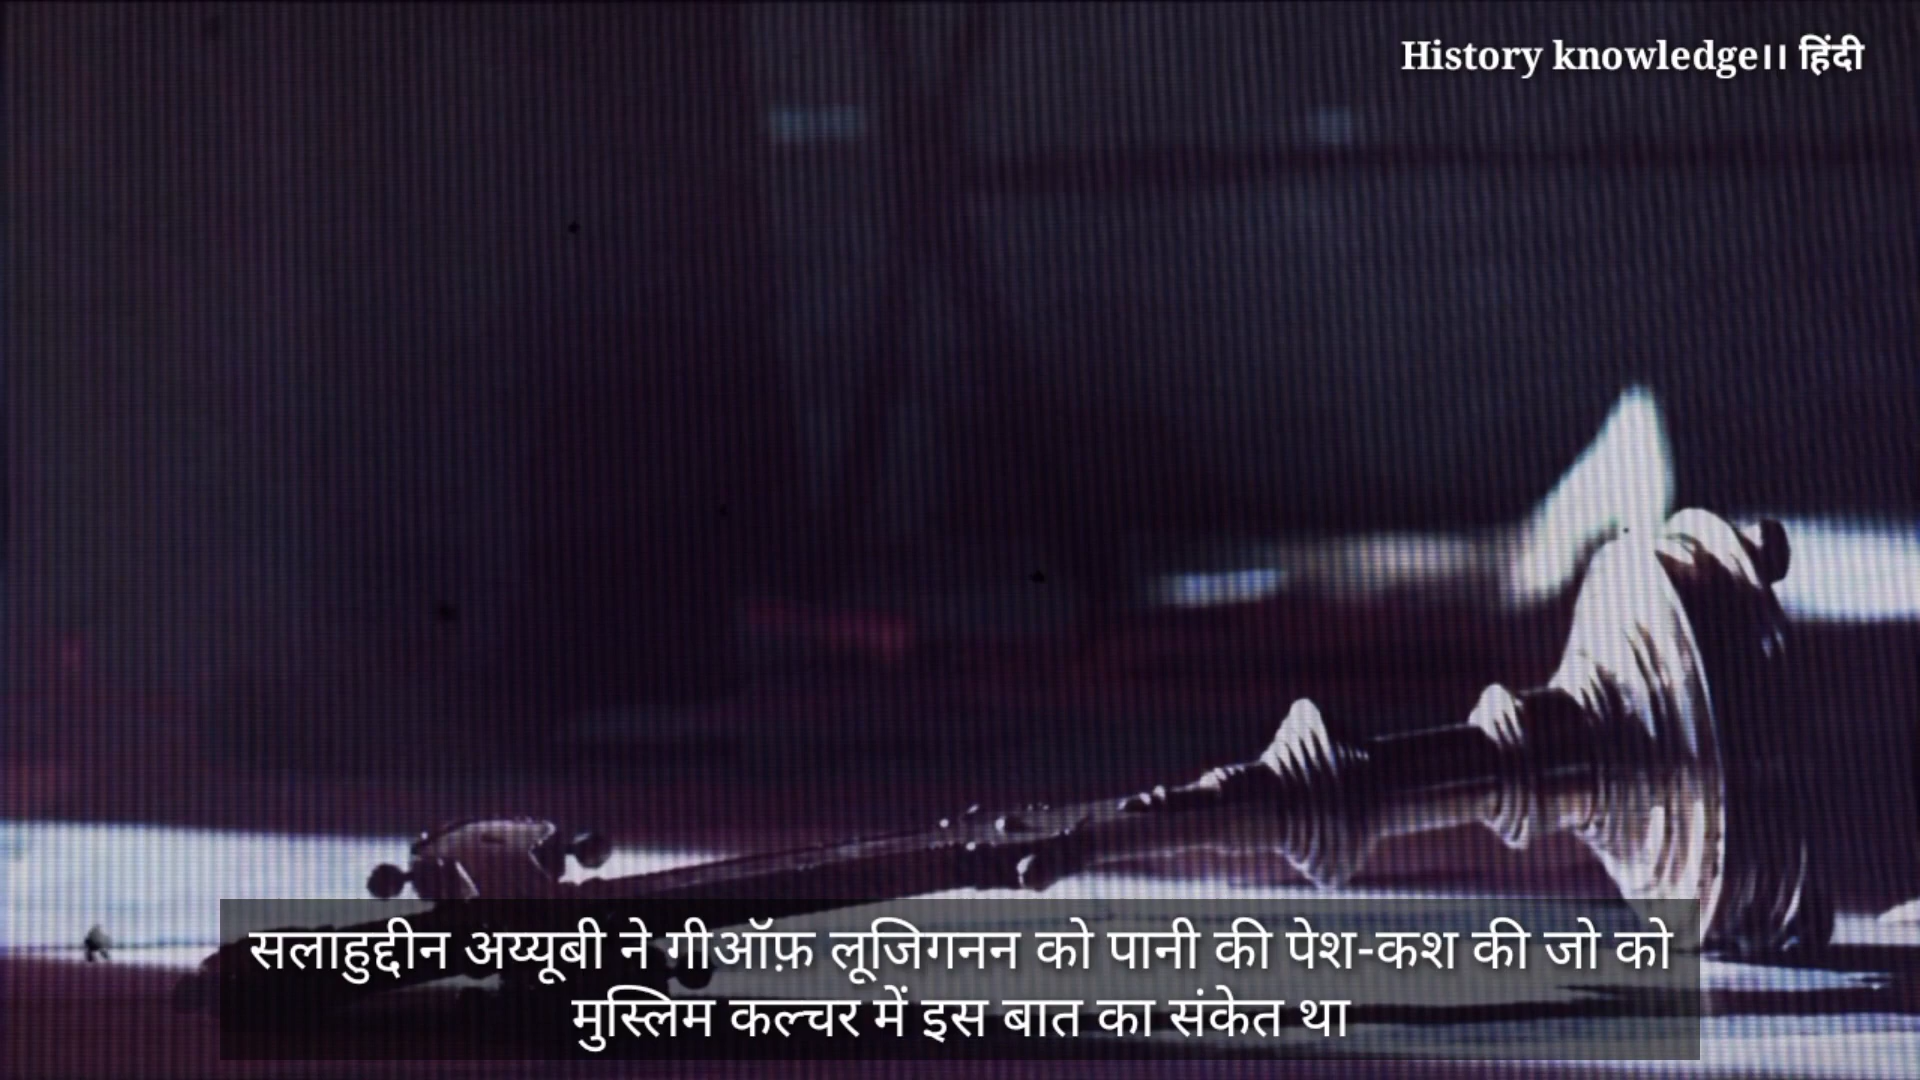 History knowledge।। हिंदी
सलाहुद्दीन अय्यूबी ने गीऑफ़ लूजिगनन को पानी की पेश-कश की जो को
मुस्लिम कल्चर में इस बात का संकेत था